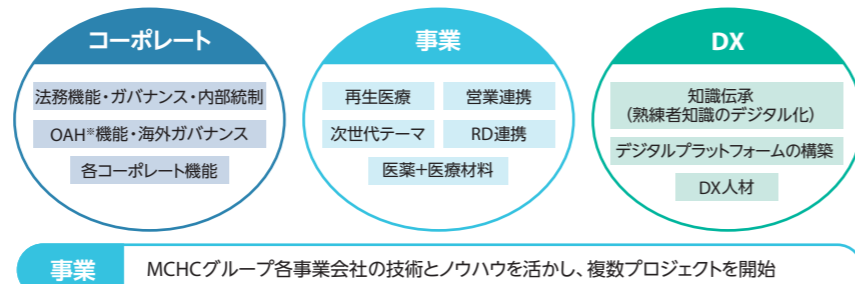 コーポレート
法務機能・ガバナンス・内部統制
OAH※機能・海外ガバナンス
各コーポレート機能
事業
再生医療
営業連携
次世代テーマ
RD連携
医薬+医療材料
DX
知識伝承
(熟練者知識のデジタル化)
デジタルプラットフォームの構築
DX人材
事業
MCHCグループ各事業会社の技術とノウハウを活かし、複数プロジェクトを開始